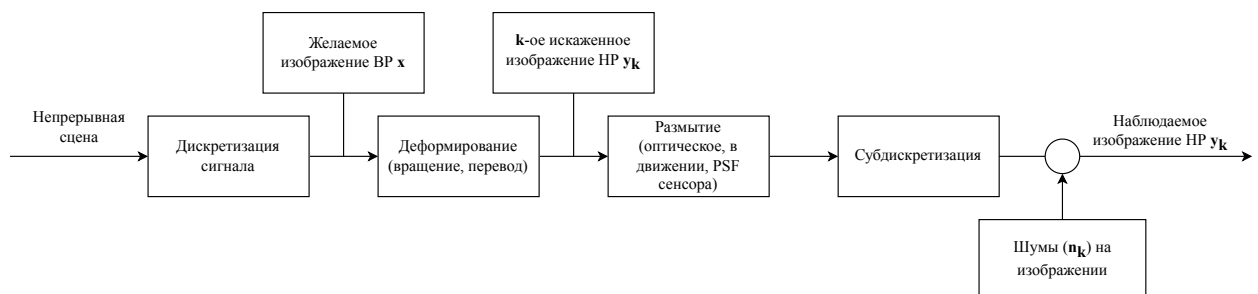 Желаемое
изображение ВР x
k-ое искаженное
изображение НР yk
Непрерывная
сцена
Дискретизация
сигнала
Деформирование
(вращение, перевод)
Размытие
(оптическое, в
движении, PSF
сенсора)
Субдискретизация
Наблюдаемое
изображение НР yk
Шумы (nk) на
изображении